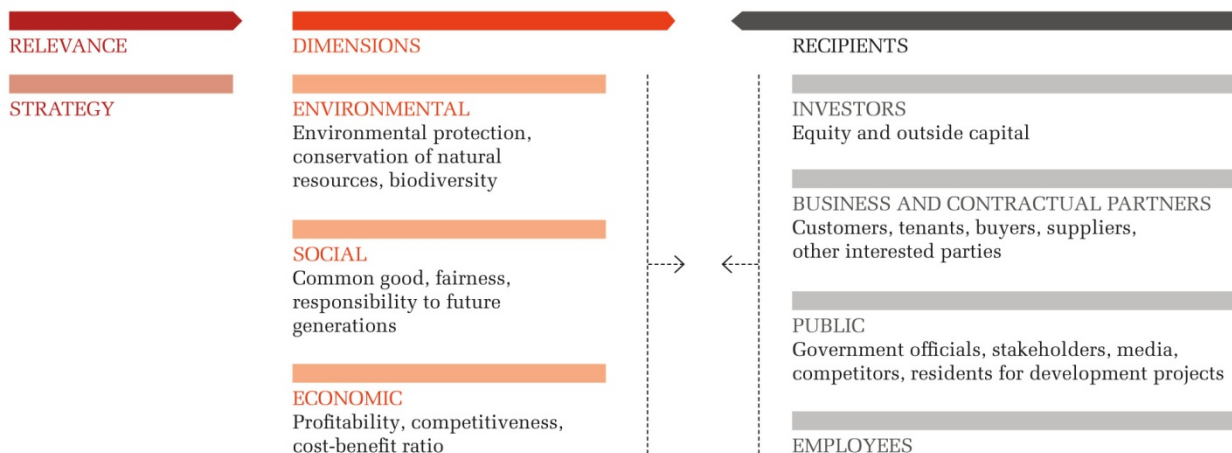 RELEVANCE
STRATEGY
DIMENSIONS
ENVIRONMENTAL
Environmental protection,
conservation of natural
resources, biodiversity
SOCIAL
Common good, fairness,
responsibility to future
generations
ECONOMIC
Profitability, competitiveness,
cost-benefit ratio
RECIPIENTS
INVESTORS
Equity and outside capital
BUSINESS AND CONTRACTUAL PARTNERS
Customers, tenants, buyers, suppliers,
other interested parties
PUBLIC
Government officials, stakeholders, media,
competitors, residents for development projects
EMPLOYEES